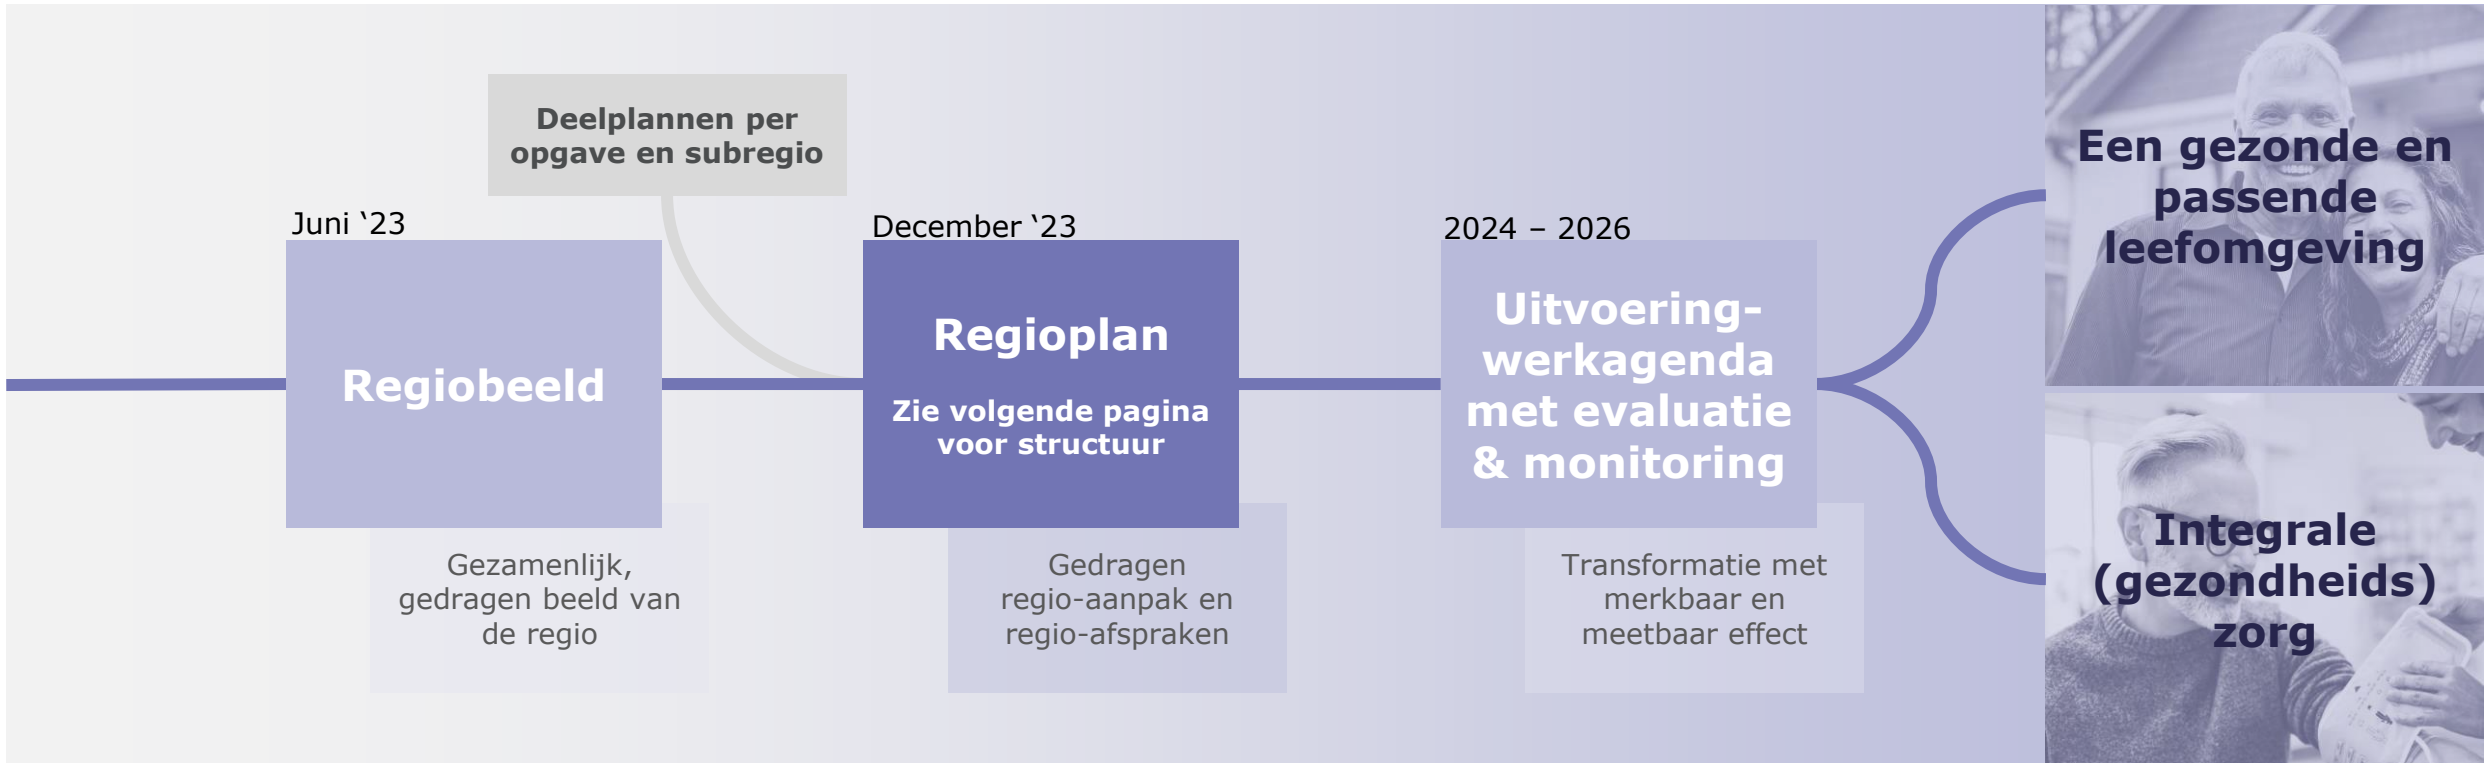 Deelplannen per
opgave en subregio
Juni ‘23
Regiobeeld
Gezamenlijk,
gedragen beeld van
de regio
December ‘23
Regioplan
Zie volgende pagina
voor structuur
Gedragen
regio-aanpak en
regio-afspraken
2024 – 2026
Uitvoering-
werkagenda
met evaluatie
& monitoring
Transformatie met
merkbaar en
meetbaar effect
Een gezonde en
passende
leefomgeving
Integrale
(gezondheids)
zorg